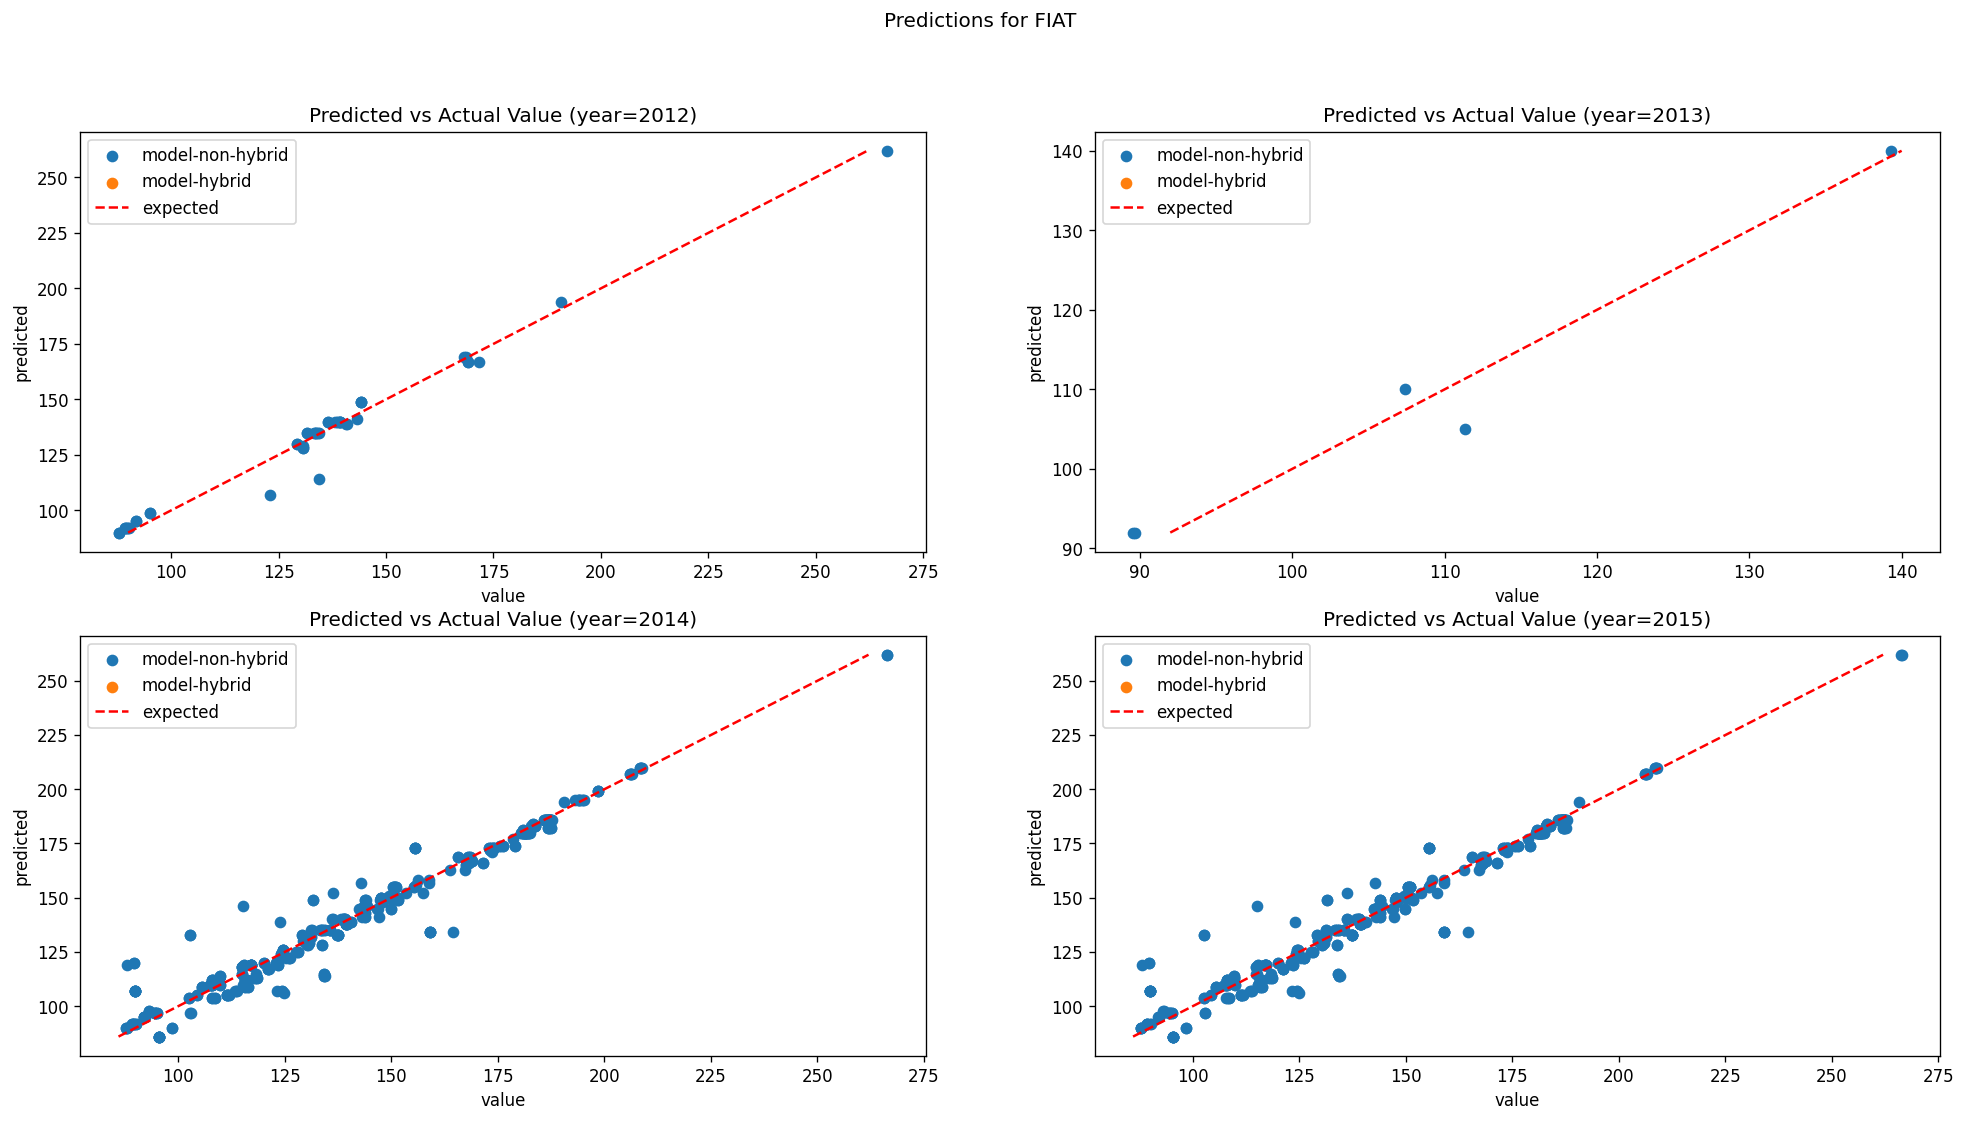 Predictions for FIAT
Predicted vs Actual Value (year=2012)
model-non-hybrid
model-hybrid
expected
predicted
250
225
200
175
150
125
100
100 125 150 175 200 225 250 275
value
Predicted vs Actual Value (year=2013)
model-non-hybrid
model-hybrid
expected
predicted
140
130
120
110
100
90
90 100 110 120 130 140
value
Predicted vs Actual Value (year=2014)
model-non-hybrid
model-hybrid
expected
predicted
250
225
200
175
150
125
100
100 125 150 175 200 225 250 275
value
Predicted vs Actual Value (year=2015)
model-non-hybrid
model-hybrid
expected
predicted
250
225
200
175
150
125
100
100 125 150 175 200 225 250 275
value